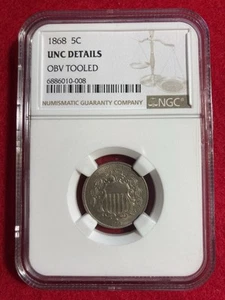 1868 5C
UNC DETAILS
OBV TOOLED
6886010-008
NUMISMATIC GUARANTY COMPANY
NGC